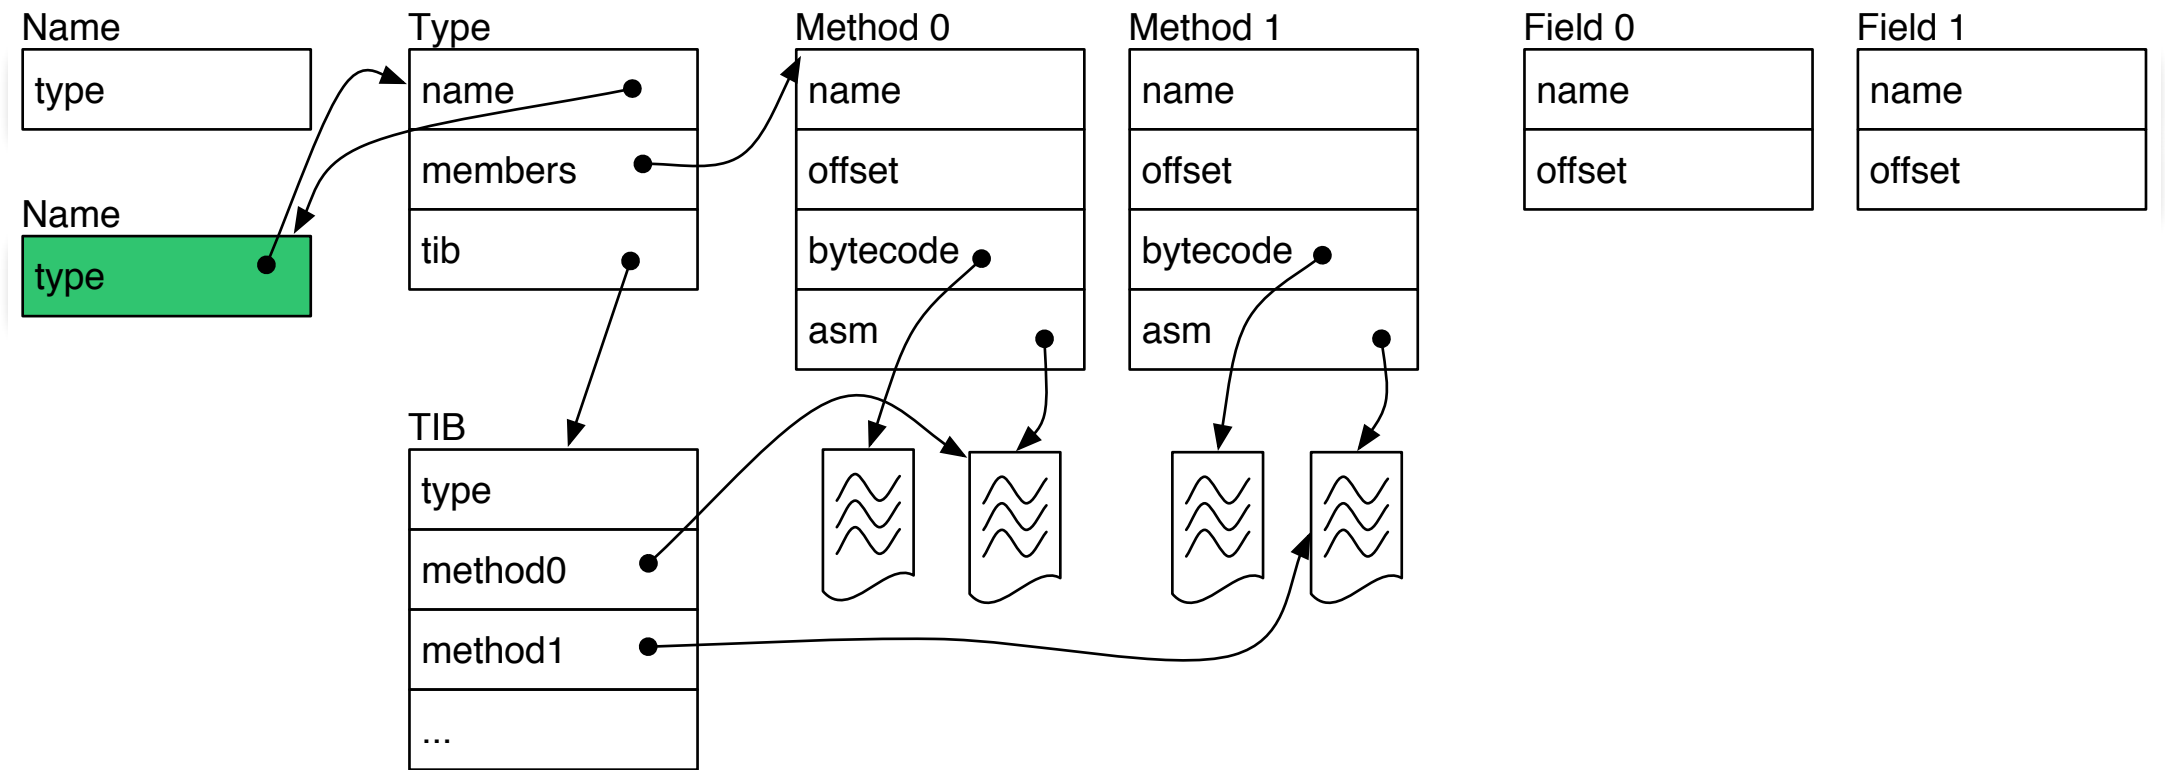 Name
type
Name
type
Type
name
members
tib
TIB
type
method0
method1
...
Method 0
name
offset
bytecode
asm
Method 1
name
offset
bytecode
asm
Field 0
name
offset
Field 1
name
offset